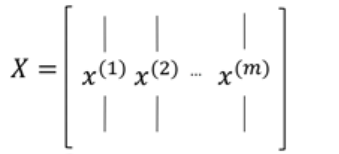 X = [ x^{(1)} x^{(2)} ... x^{(m)} ]